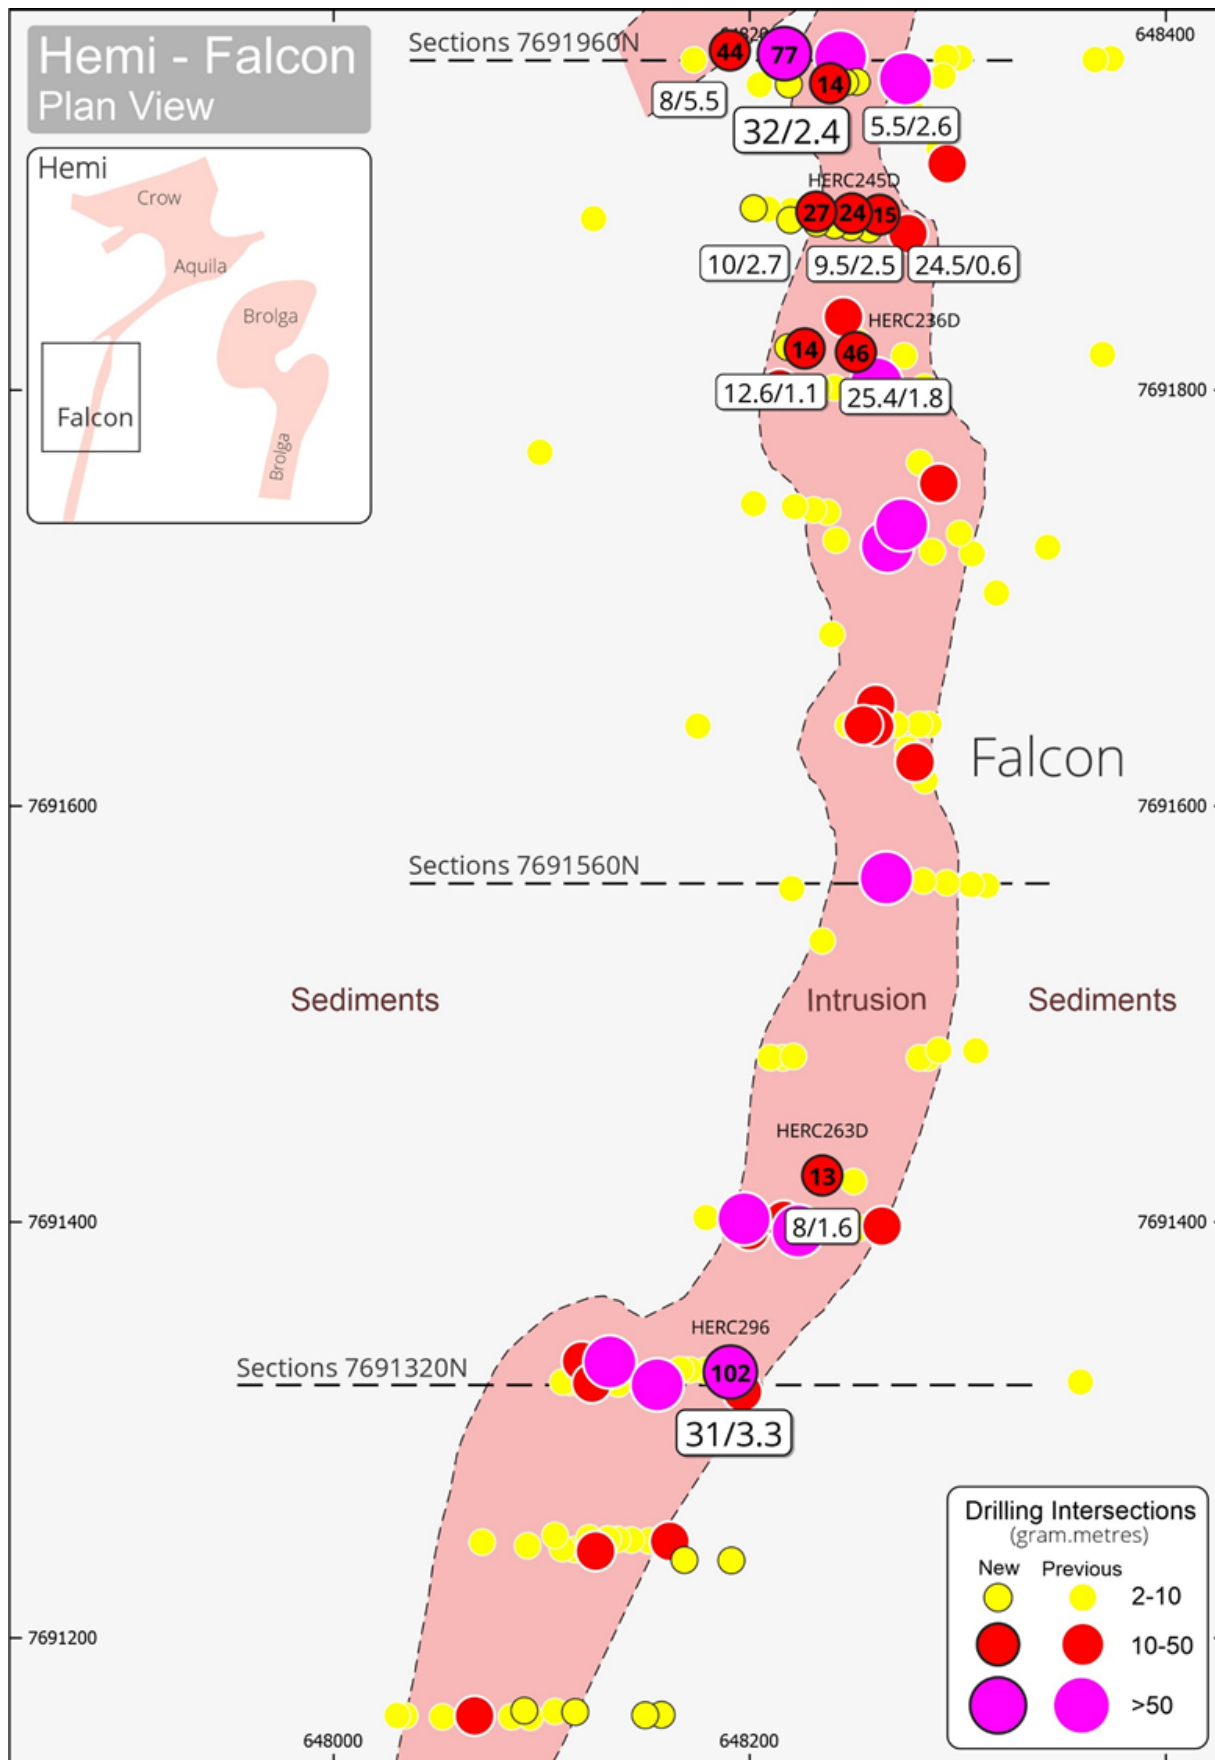 Hemi - Falcon
Plan View
Sections 7691960N
648400
44
77
14
8/5.5
32/2.4
5.5/2.6
Hemi
Crow
Aquila
Brolga
Falcon
Brolga
HERC245D
27
24
15
10/2.7
9.5/2.5
24.5/0.6
HERC236D
14
46
12.6/1.1
25.4/1.8
7691800
Falcon
7691600
7691600
Sections 7691560N
Sediments
Intrusion
Sediments
HERC263D
13
7691400
8/1.6
7691400
HERC296
Sections 7691320N
102
31/3.3
Drilling Intersections
(gram.metres)
New
Previous
2-10
7691200
10-50
>50
648000
648200